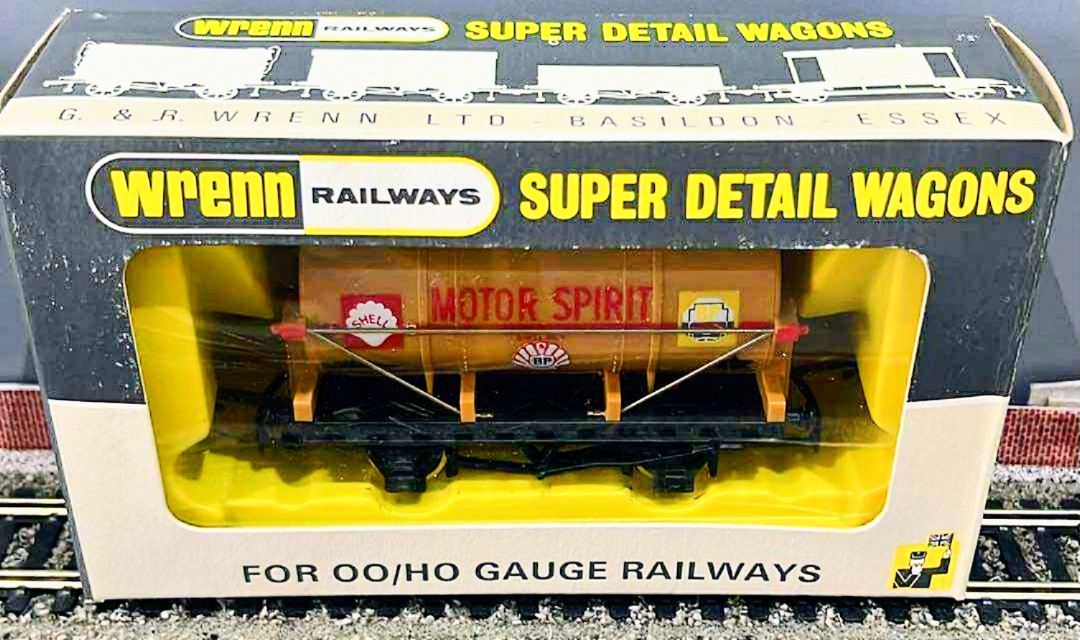 wrenn RAILWAYS SUPER DETAIL WAGONS
G. & R. WRENN LTD - BASILDON - ESSEX
wrenn RAILWAYS SUPER DETAIL WAGONS
SHELL MOTOR SPIRIT BP
BP
FOR OO/HO GAUGE RAILWAYS